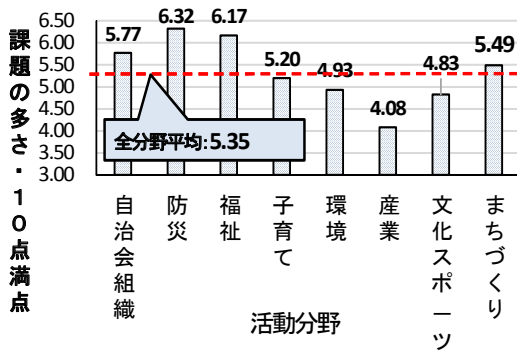 課題の多さ・10点満点
6.50
6.00
5.50
5.00
4.50
4.00
3.50
3.00
5.77
6.32
6.17
5.20
4.93
4.08
4.83
5.49
全分野平均:5.35
自治会組織
防災
福祉
子育て
環境
産業
文化スポーツ
まちづくり
活動分野